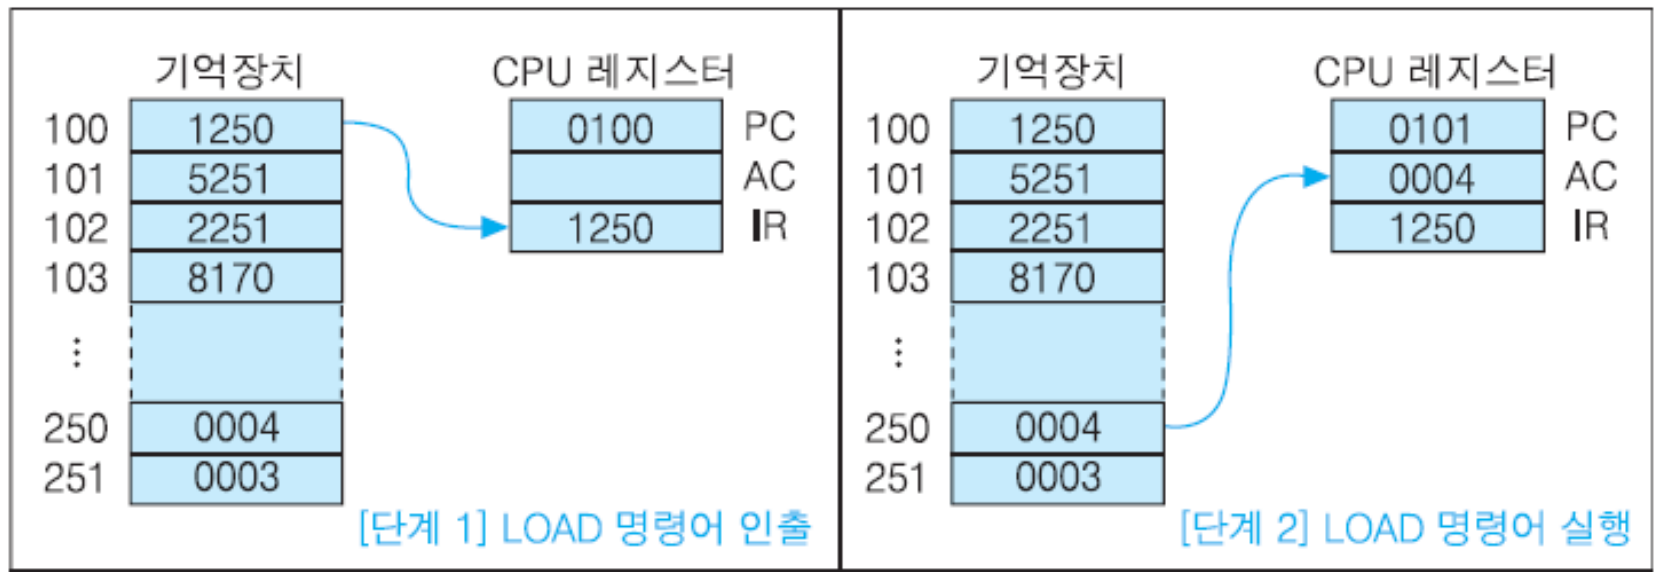 기억장치 CPU 레지스터
100 1250 0100 PC
101 5251 AC
102 2251 1250 IR
103 8170
⋮
250 0004
251 0003
[단계 1] LOAD 명령어 인출
기억장치 CPU 레지스터
100 1250 0101 PC
101 5251 0004 AC
102 2251 1250 IR
103 8170
⋮
250 0004
251 0003
[단계 2] LOAD 명령어 실행